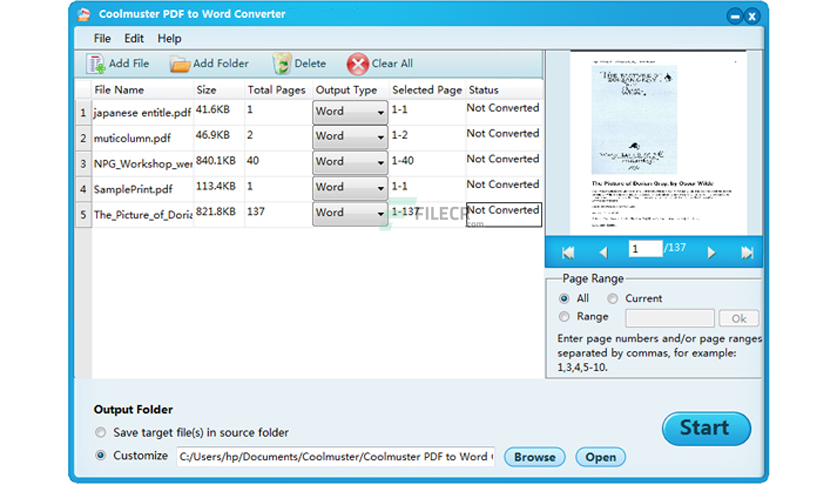 Coolmuster PDF to Word Converter
File Edit Help
Add File Add Folder Delete Clear All
File Name Size Total Pages Output Type Selected Page Status
1 japanese entitle.pdf 41.6KB 1 Word 1-1 Not Converted
2 muticolumn.pdf 46.9KB 2 Word 1-2 Not Converted
3 NPG_Workshop_wer 840.1KB 40 Word 1-40 Not Converted
4 SamplePrint.pdf 113.4KB 1 Word 1-1 Not Converted
5 The_Picture_of_Doria 821.8KB 137 Word 1-137 Not Converted
FILECR
.com
The Picture of Dorian Gray, by Oscar Wilde
1 /137
Page Range
All Current
Range Ok
Enter page numbers and/or page ranges
separated by commas, for example:
1,3,4,5-10.
Output Folder
Save target file(s) in source folder
Customize C:/Users/hp/Documents/Coolmuster/Coolmuster PDF to Word Browse Open
Start